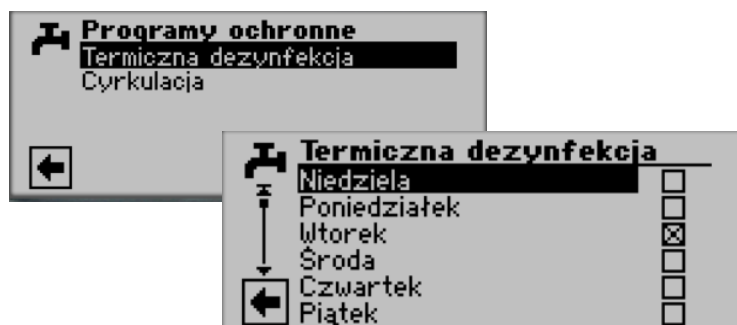 Programy ochronne
Termiczna dezynfekcja
Cyrkulacja
Termiczna dezynfekcja
Niedziela
Poniedziałek
Wtorek
Środa
Czwartek
Piątek